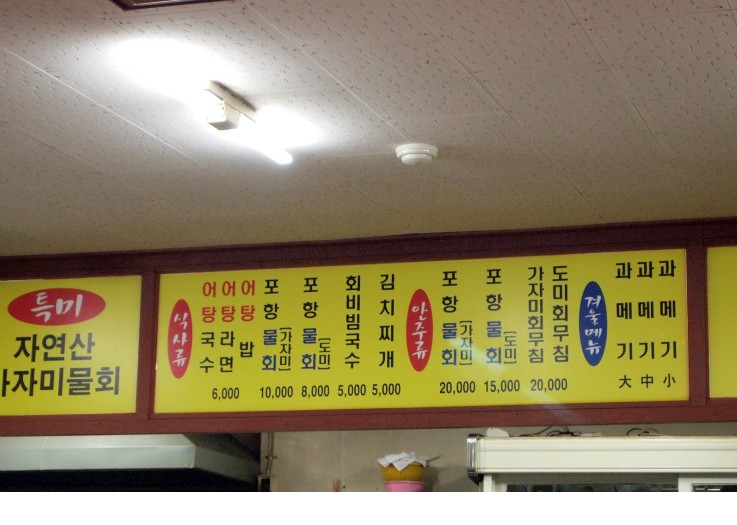 특미
자연산
가자미물회
식사류
어탕국수
어탕라면
어탕밥
6,000
포항물회(가자미)
10,000
포항물회(도미)
8,000
회비빔국수
5,000
김치찌개
5,000
안주류
포항물회(가자미)
20,000
포항물회(도미)
15,000
가자미회무침
도미회무침
20,000
겨울메뉴
과메기 大
과메기 中
과메기 小